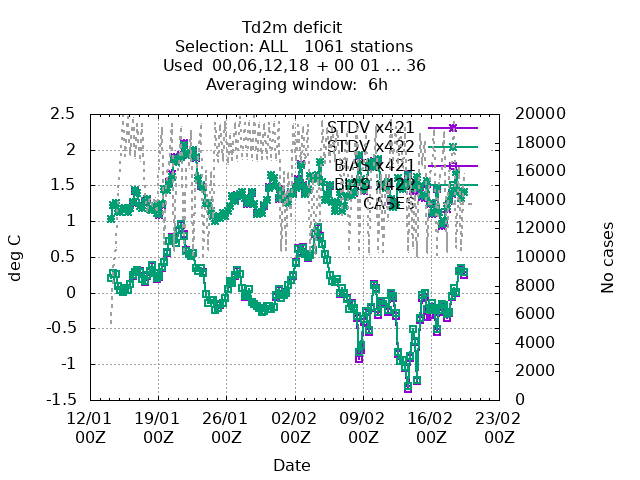 Td2m deficit
Selection: ALL 1061 stations
Used 00,06,12,18 + 00 01 ... 36
Averaging window: 6h
2.5
2
1.5
1
0.5
0
-0.5
-1
-1.5
deg C
20000
18000
16000
14000
12000
10000
8000
6000
4000
2000
0
No cases
STDV x421
STDV x422
BIAS x421
BIAS x422
CASES
12/01 19/01 26/01 02/02 09/02 16/02 23/02
00Z 00Z 00Z 00Z 00Z 00Z 00Z
Date